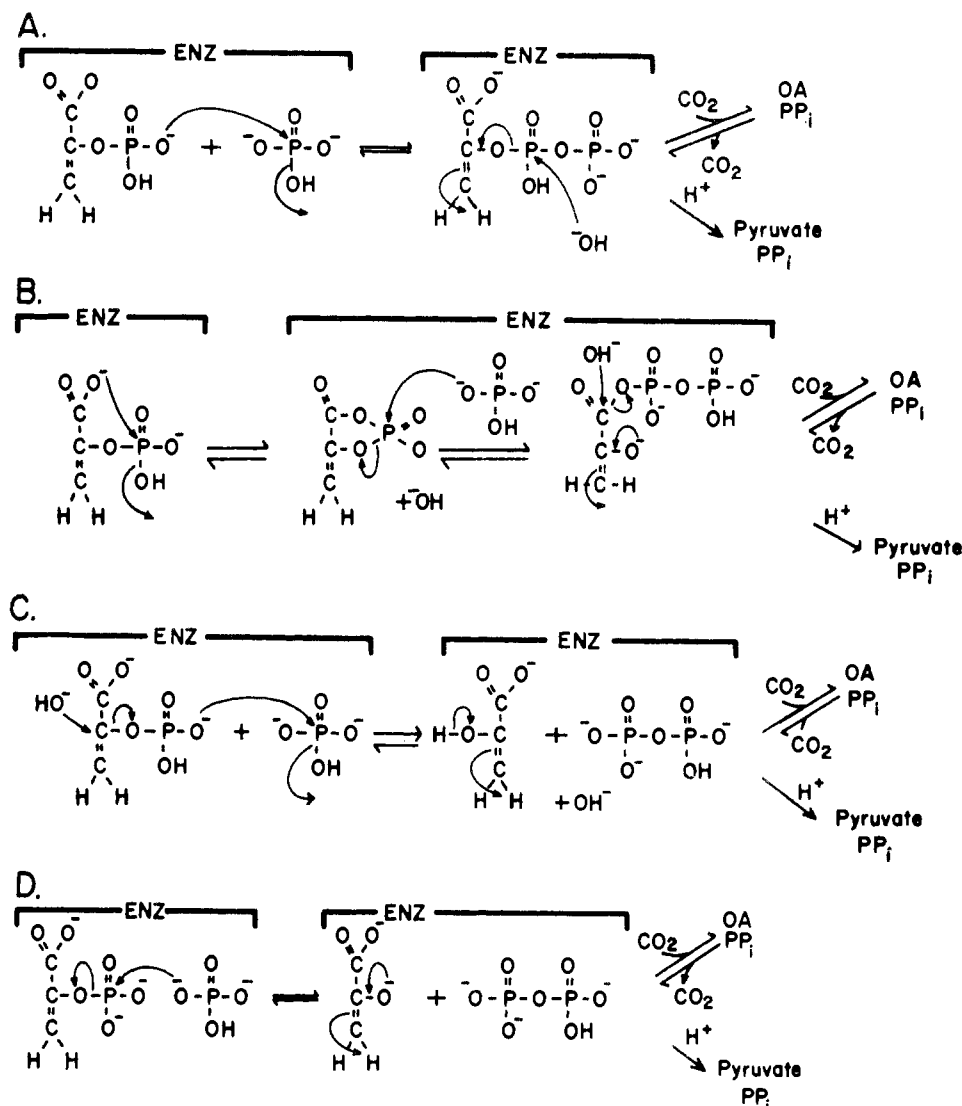 A.
ENZ
ENZ
O O
C
C - O - P - O⁻ + ⁻O - P - O⁻
O
OH
C
H H
O
OH
O O⁻
C
C - O - P - O - P - O⁻
O
OH
O
O⁻
C
H H
⁻OH
CO₂
OA
PPᵢ
CO₂
H⁺
Pyruvate
PPᵢ
B.
ENZ
ENZ
O O⁻
C
C - O - P - O⁻
O
OH
C
H H
O O
C
C - O P O
O
C
H H
+⁻OH
O
⁻O - P - O⁻
OH
OH⁻
O O - P - O - P - O⁻
O
O⁻
O
OH
C
C - O⁻
H - C - H
CO₂
OA
PPᵢ
CO₂
H⁺
Pyruvate
PPᵢ
C.
ENZ
ENZ
O O⁻
C
HO⁻
C - O - P - O⁻ + ⁻O - P - O⁻
O
OH
O
OH
C
H H
O O⁻
C
H - O - C + ⁻O - P - O - P - O⁻
O
O⁻
O
OH
C
H H
+ OH⁻
CO₂
OA
PPᵢ
CO₂
H⁺
Pyruvate
PPᵢ
D.
ENZ
ENZ
O O⁻
C
C - O - P - O⁻ ⁻O - P - O⁻
O
O⁻
O
OH
C
H H
O O⁻
C
C - O⁻ + ⁻O - P - O - P - O⁻
O
O⁻
O
OH
C
H H
CO₂
OA
PPᵢ
CO₂
H⁺
Pyruvate
PPᵢ